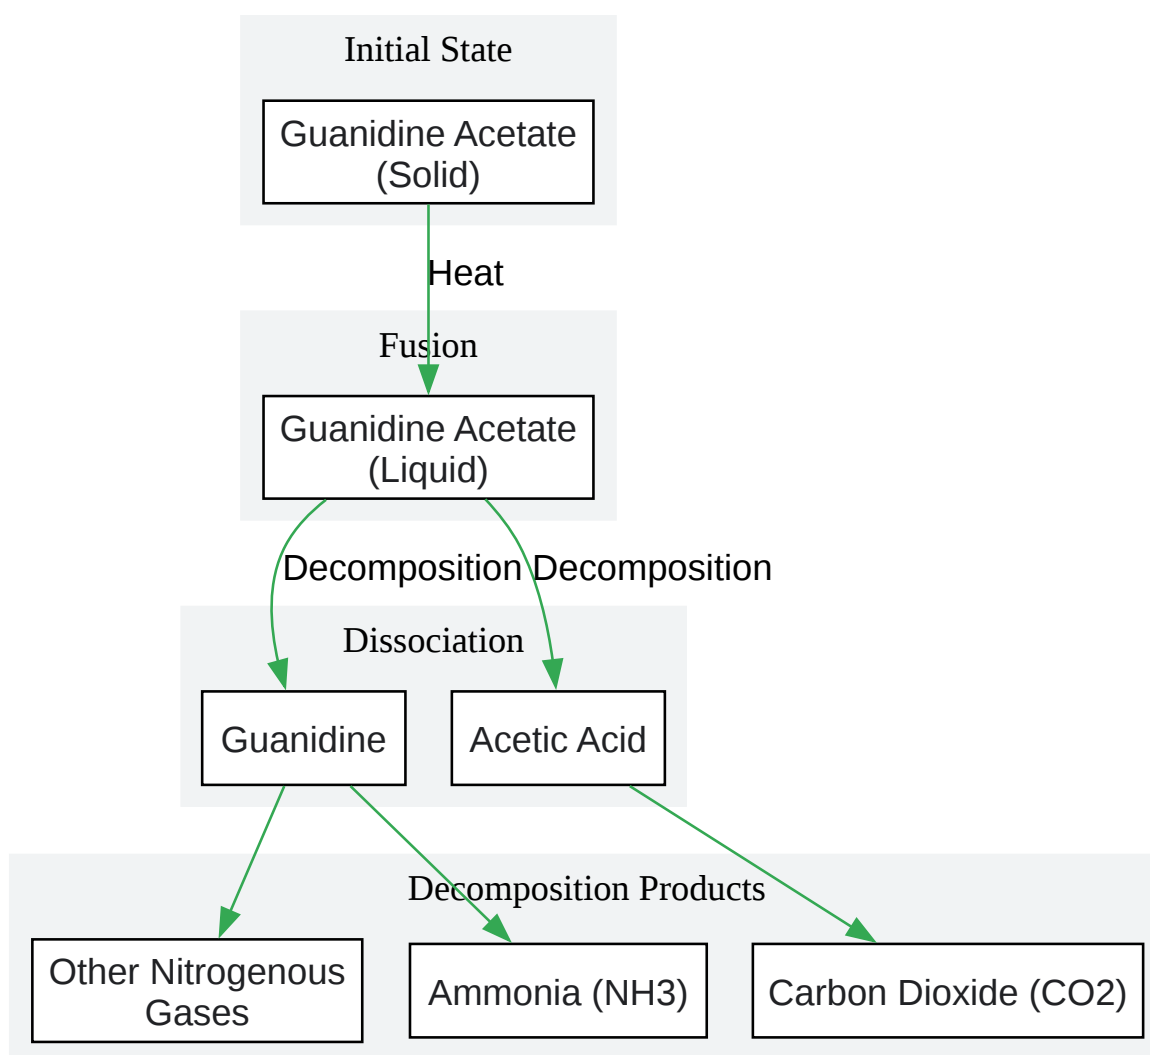 Initial State
Guanidine Acetate
(Solid)
Heat
Fusion
Guanidine Acetate
(Liquid)
Decomposition Decomposition
Dissociation
Guanidine
Acetic Acid
Decomposition Products
Other Nitrogenous
Gases
Ammonia (NH3)
Carbon Dioxide (CO2)